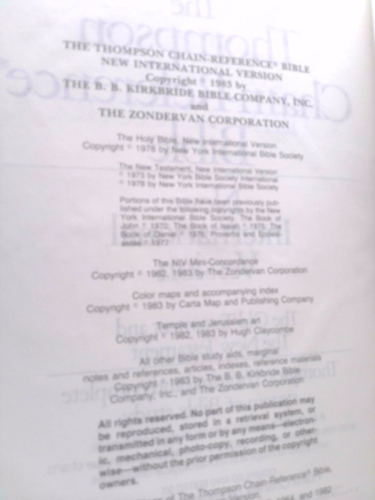 THE THOMPSON CHAIN-REFERENCE® BIBLE
NEW INTERNATIONAL VERSION
Copyright © 1983 by
THE B. B. KIRKBRIDE BIBLE COMPANY, INC.
and
THE ZONDERVAN CORPORATION
The Holy Bible, New International Version
Copyright © 1978 by New York International Bible Society
The New Testament, New International Version
© 1973 by New York Bible Society International
© 1978 by New York International Bible Society
Portions of this Bible have been previously pub-
lished under the following copyrights by the New
York International Bible Society: The Book of
John © 1970; The Book of Isaiah © 1975; The
Book of Daniel © 1976; Proverbs and Eccle-
siastes © 1977
The NIV Mini-Concordance
Copyright © 1982, 1983 by The Zondervan Corporation
Color maps and accompanying index
Copyright © 1983 by Carta Map and Publishing Company
Temple and Jerusalem art
Copyright © 1982, 1983 by Hugh Claycombe
All other Bible study aids, marginal
notes and references, articles, indexes, reference materials
Copyright © 1983 by The B. B. Kirkbride Bible
Company, Inc., and The Zondervan Corporation
All rights reserved. No part of this publication may
be reproduced, stored in a retrieval system, or
transmitted in any form or by any means—electron-
ic, mechanical, photo-copy, recording, or other-
wise—without the prior permission of the copyright
owners.
of The Thompson Chain-Reference® Bible,
and 1982